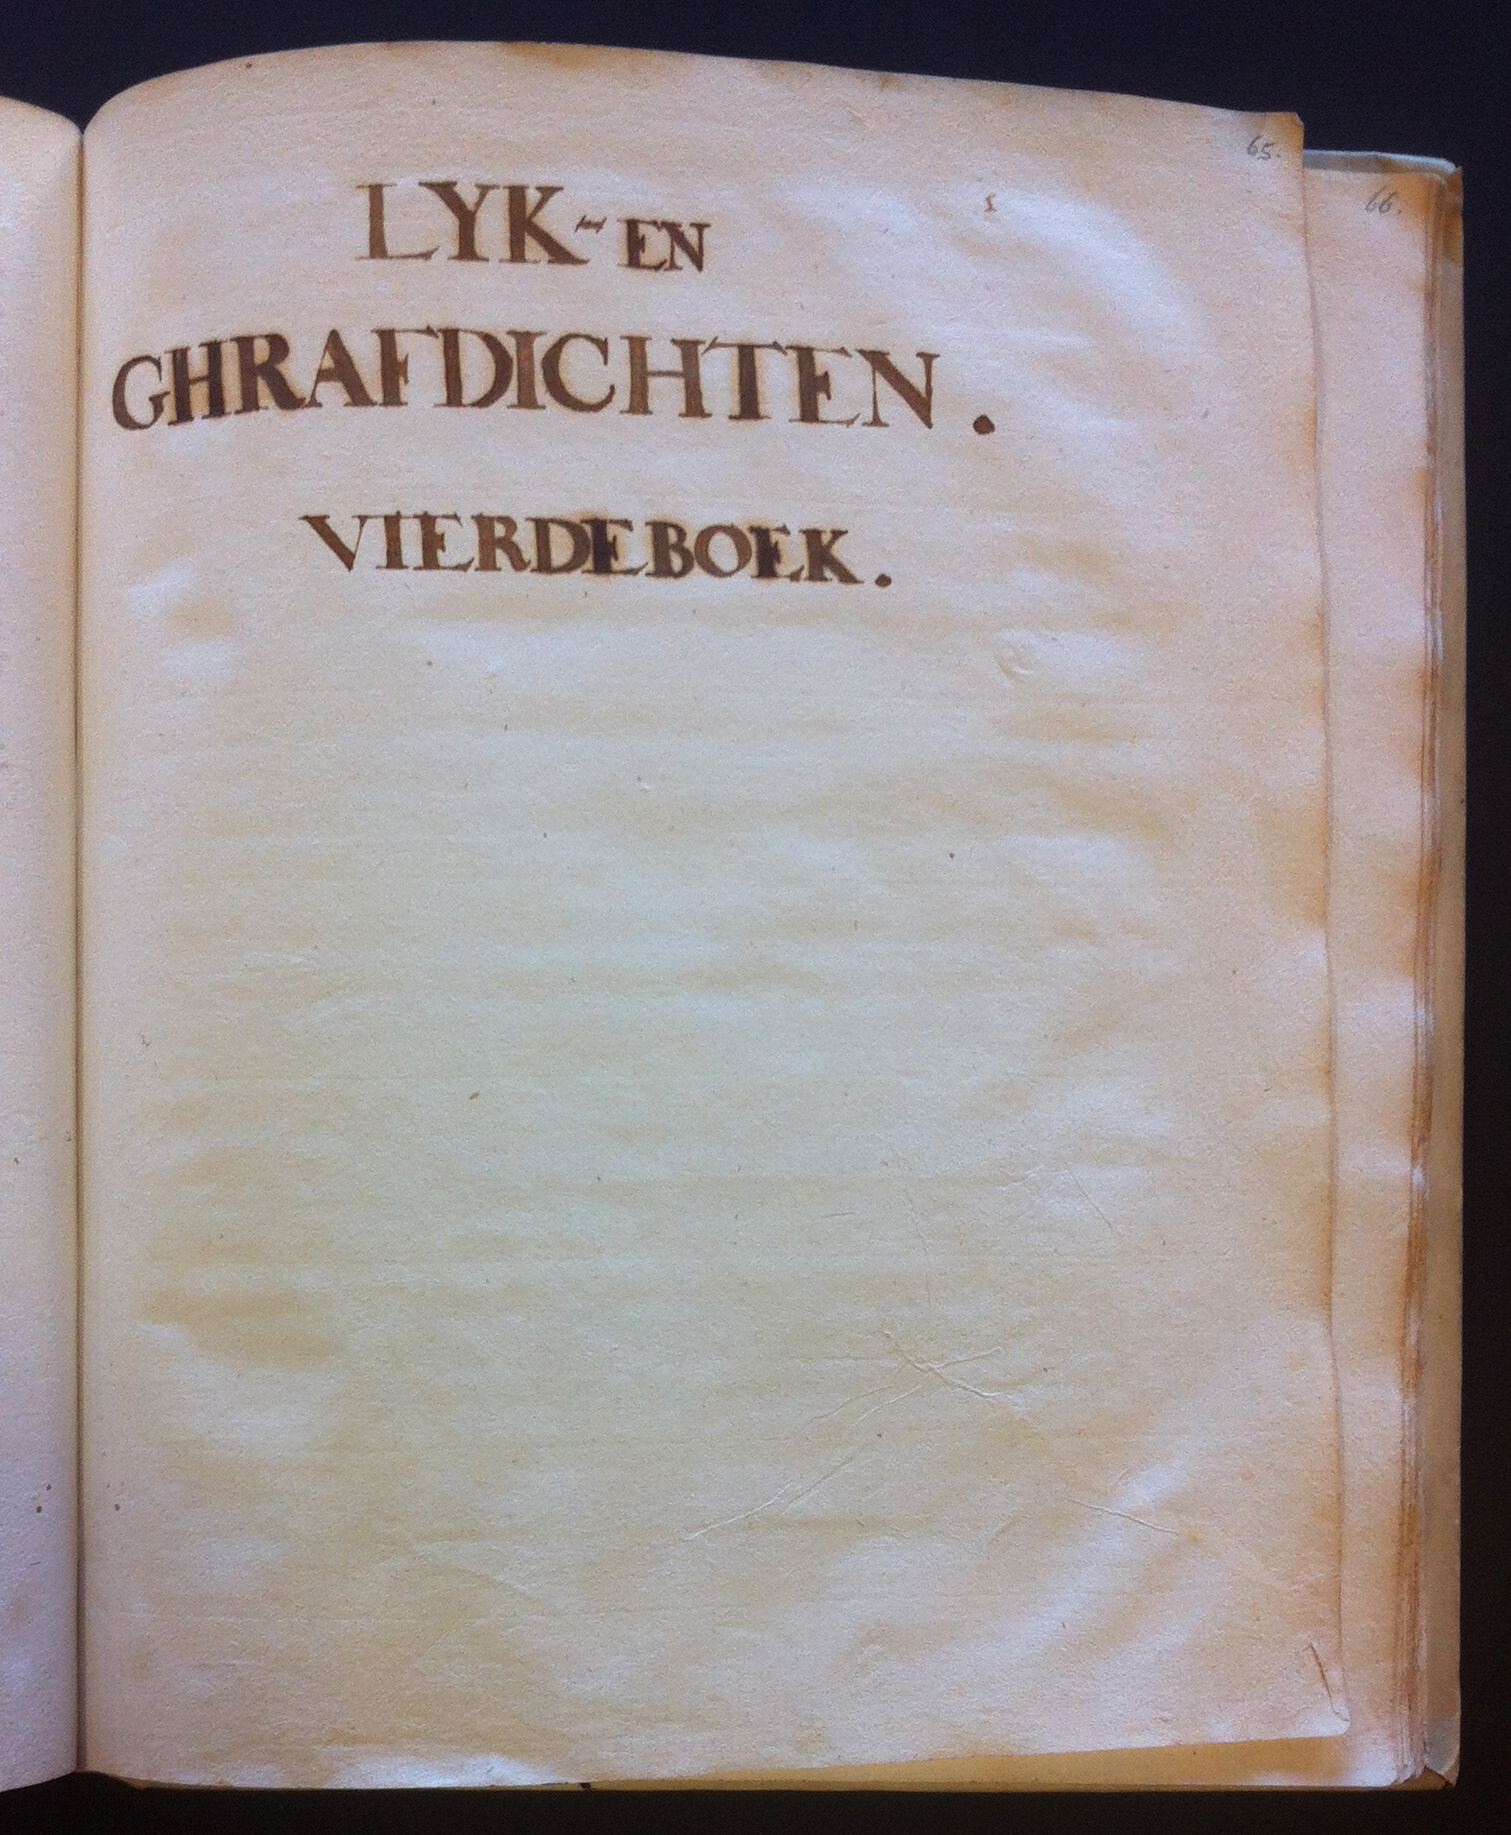 65.
66.
LYK-EN
GHRAFDICHTEN.
VIERDEBOEK.